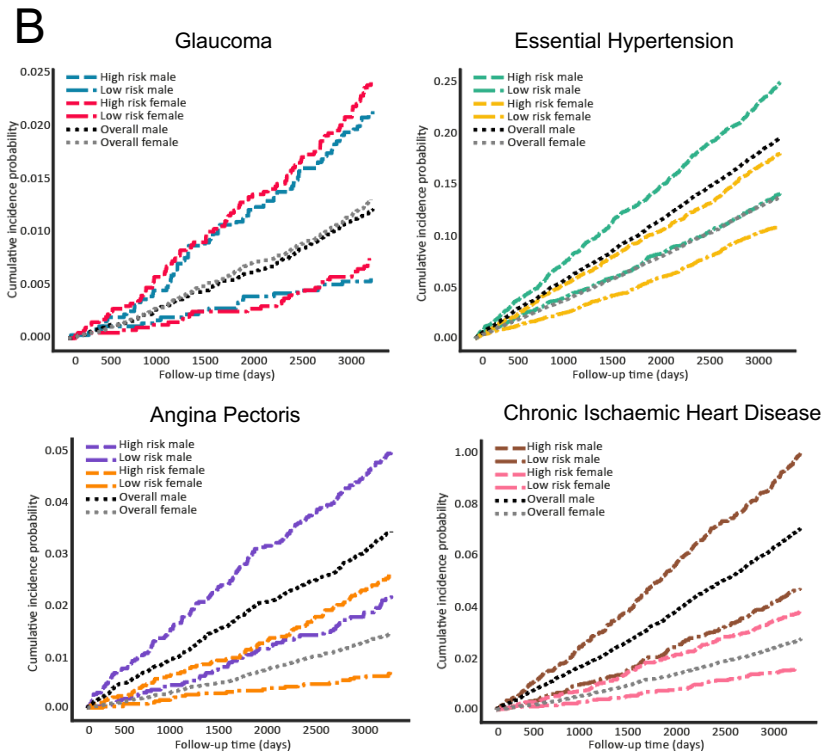 B
Glaucoma
Cumulative incidence probability
0.025
0.020
0.015
0.010
0.005
0.000
High risk male
Low risk male
High risk female
Low risk female
Overall male
Overall female
0 500 1000 1500 2000 2500 3000
Follow-up time (days)
Essential Hypertension
Cumulative incidence probability
0.25
0.20
0.15
0.10
0.05
0.00
High risk male
Low risk male
High risk female
Low risk female
Overall male
Overall female
0 500 1000 1500 2000 2500 3000
Follow-up time (days)
Angina Pectoris
Cumulative incidence probability
0.05
0.04
0.03
0.02
0.01
0.00
High risk male
Low risk male
High risk female
Low risk female
Overall male
Overall female
0 500 1000 1500 2000 2500 3000
Follow-up time (days)
Chronic Ischaemic Heart Disease
Cumulative incidence probability
1.00
0.08
0.06
0.04
0.02
0.00
High risk male
Low risk male
High risk female
Low risk female
Overall male
Overall female
0 500 1000 1500 2000 2500 3000
Follow-up time (days)